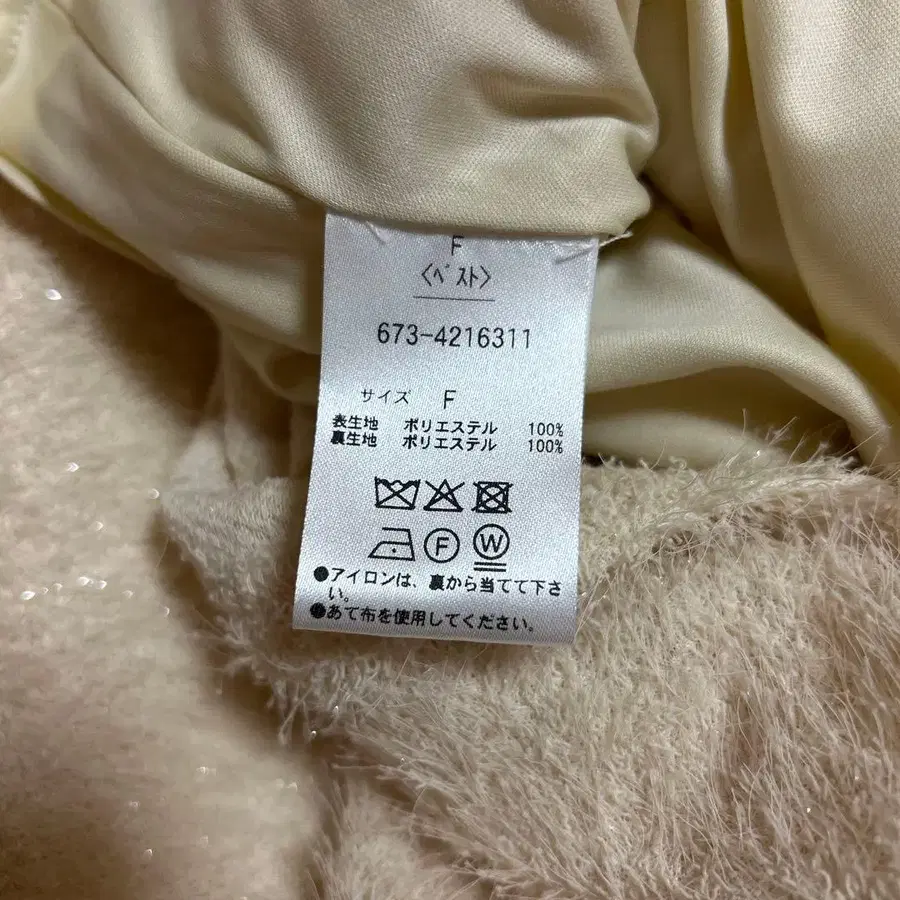 F
〈ベスト〉
673-4216311
サイズ F
表生地 ポリエステル 100%
裏生地 ポリエステル 100%
F W
●アイロンは、裏から当てて下さ
い。
●あて布を使用してください。